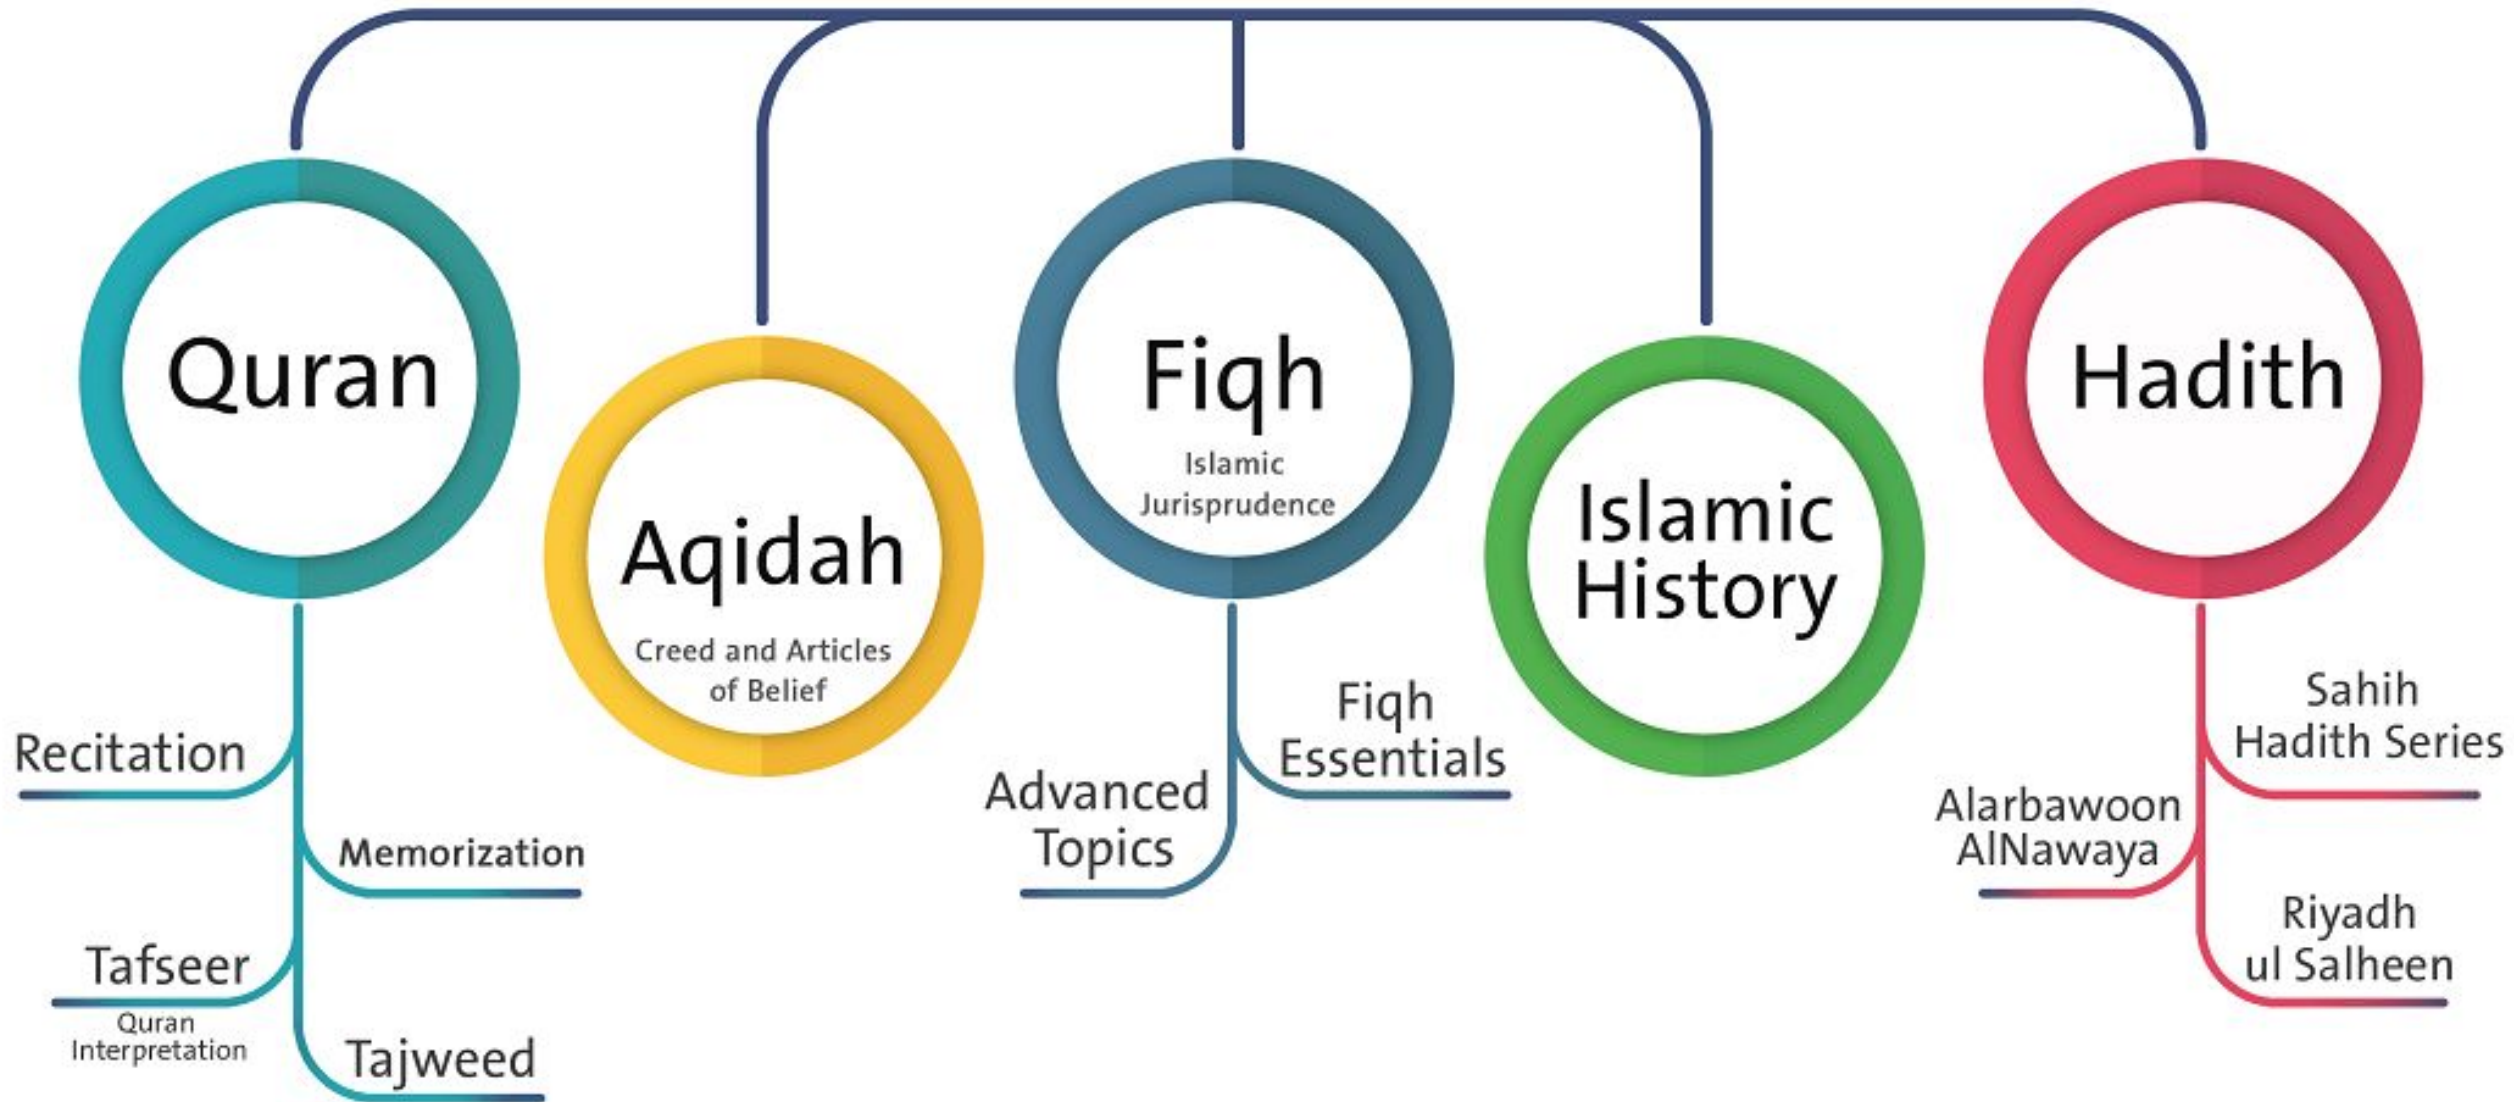 Quran
Recitation
Memorization
Tafseer
Quran
Interpretation
Tajweed
Aqidah
Creed and Articles
of Belief
Fiqh
Islamic
Jurisprudence
Fiqh
Essentials
Advanced
Topics
Islamic
History
Hadith
Sahih
Hadith Series
Alarbawoon
AlNawaya
Riyadh
ul Salheen